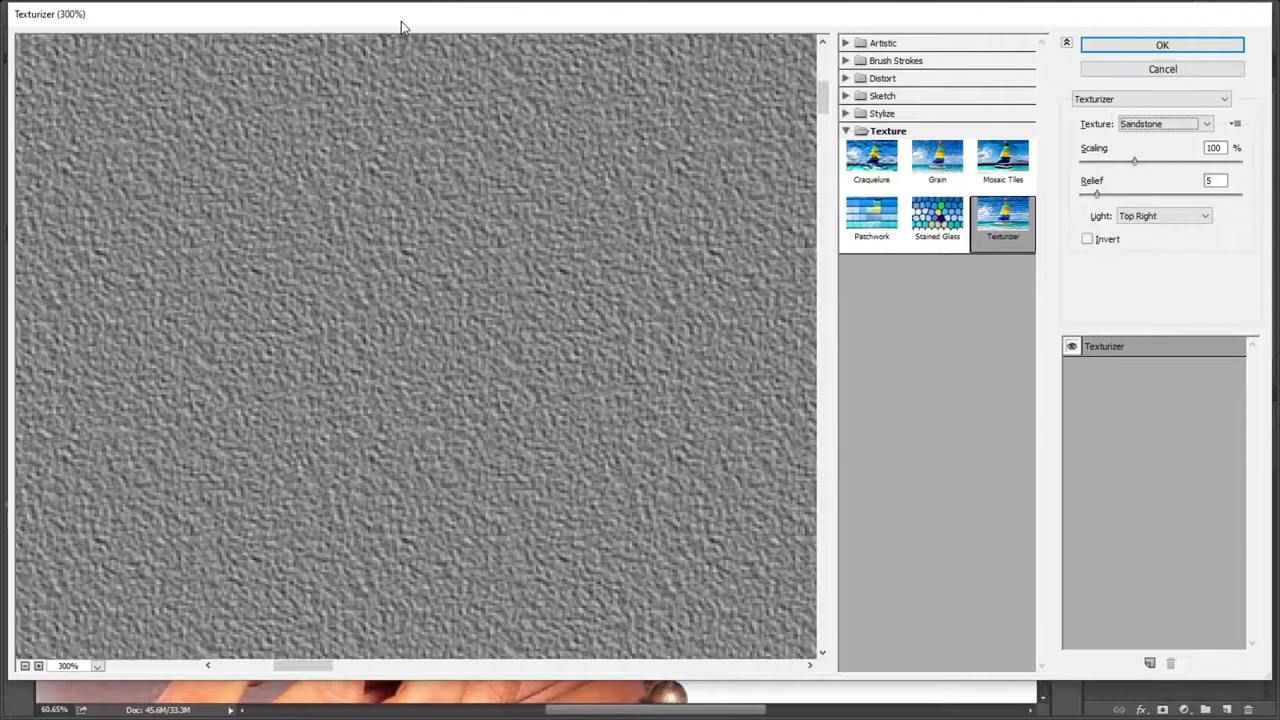 Texturizer (300%)
Artistic
Brush Strokes
Distort
Sketch
Stylize
Texture
Craquelure
Grain
Mosaic Tiles
Patchwork
Stained Glass
Texturizer
OK
Cancel
Texturizer
Texture: Sandstone
Scaling 100 %
Relief 5
Light: Top Right
Invert
Texturizer
300%
60.65% Doc: 45.6M/33.3M